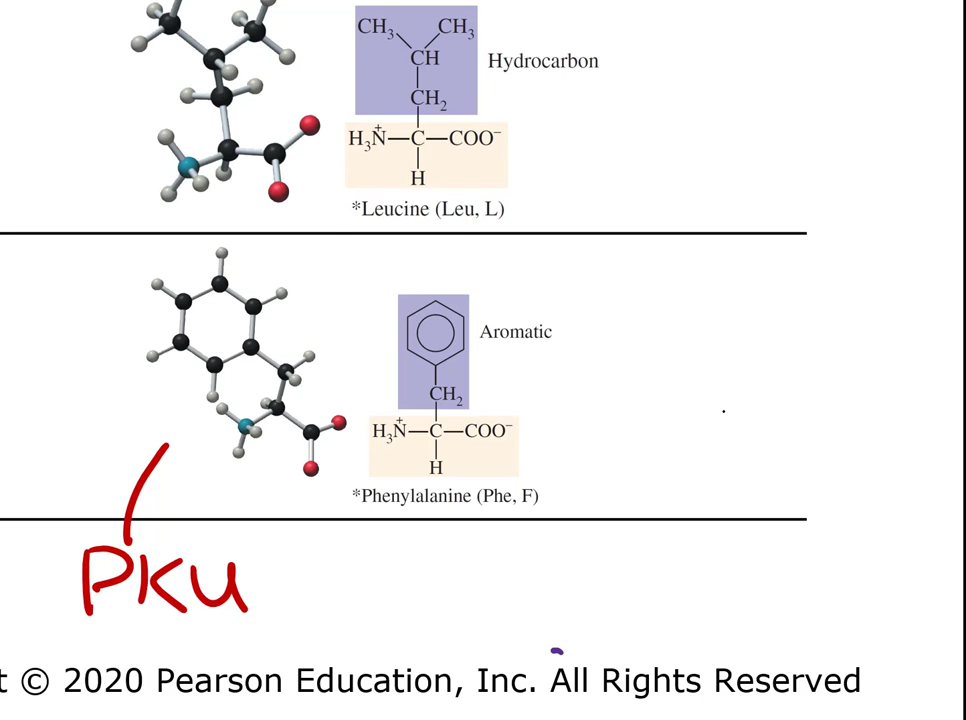 CH₃ CH₃
CH Hydrocarbon
CH₂
H₃N⁺—C—COO⁻
H
*Leucine (Leu, L)
Aromatic
CH₂
H₃N⁺—C—COO⁻
H
*Phenylalanine (Phe, F)
PKU
t © 2020 Pearson Education, Inc. All Rights Reserved